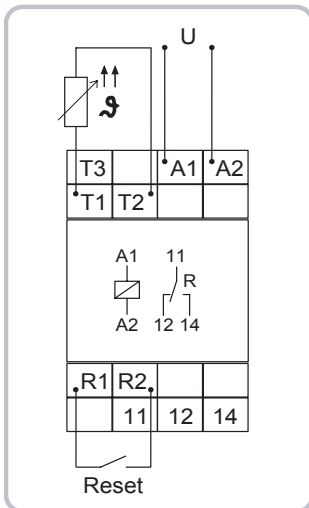 U
ϑ
T3 A1 A2
T1 T2
A1 11
R
A2 12 14
R1 R2
11 12 14
Reset